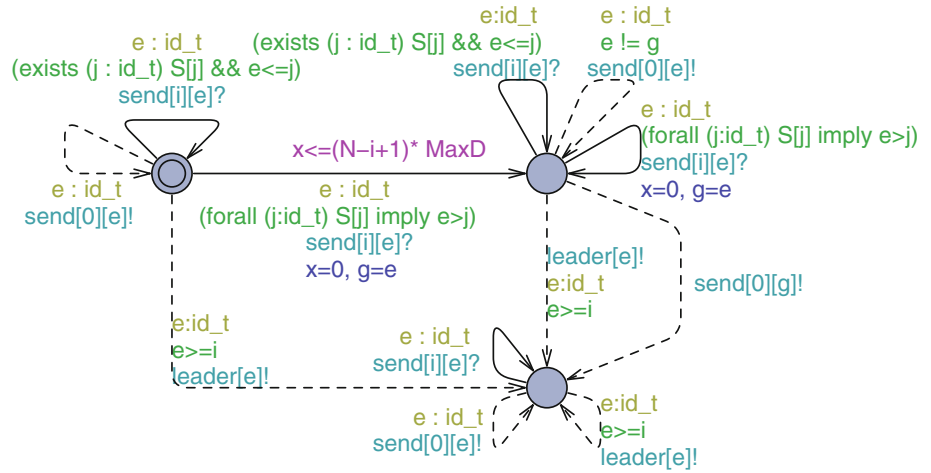 e : id_t
(exists (j : id_t) S[j] && e<=j)
send[i][e]?
e:id_t
(exists (j : id_t) S[j] && e<=j)
send[i][e]?
e : id_t
e != g
send[0][e]!
e : id_t
(forall (j:id_t) S[j] imply e>j)
send[i][e]?
x=0, g=e
x<=(N−i+1)* MaxD
e : id_t
send[0][e]!
e : id_t
(forall (j:id_t) S[j] imply e>j)
send[i][e]?
x=0, g=e
leader[e]!
e:id_t
e>=i
send[0][g]!
e:id_t
e>=i
leader[e]!
e : id_t
send[i][e]?
e : id_t
send[0][e]!
e:id_t
e>=i
leader[e]!